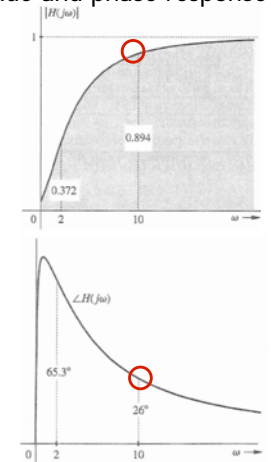 and phase response
|H(jω)|
1
0.894
0.372
0 2 10 ω
∠H(jω)
65.3°
26°
0 2 10 ω